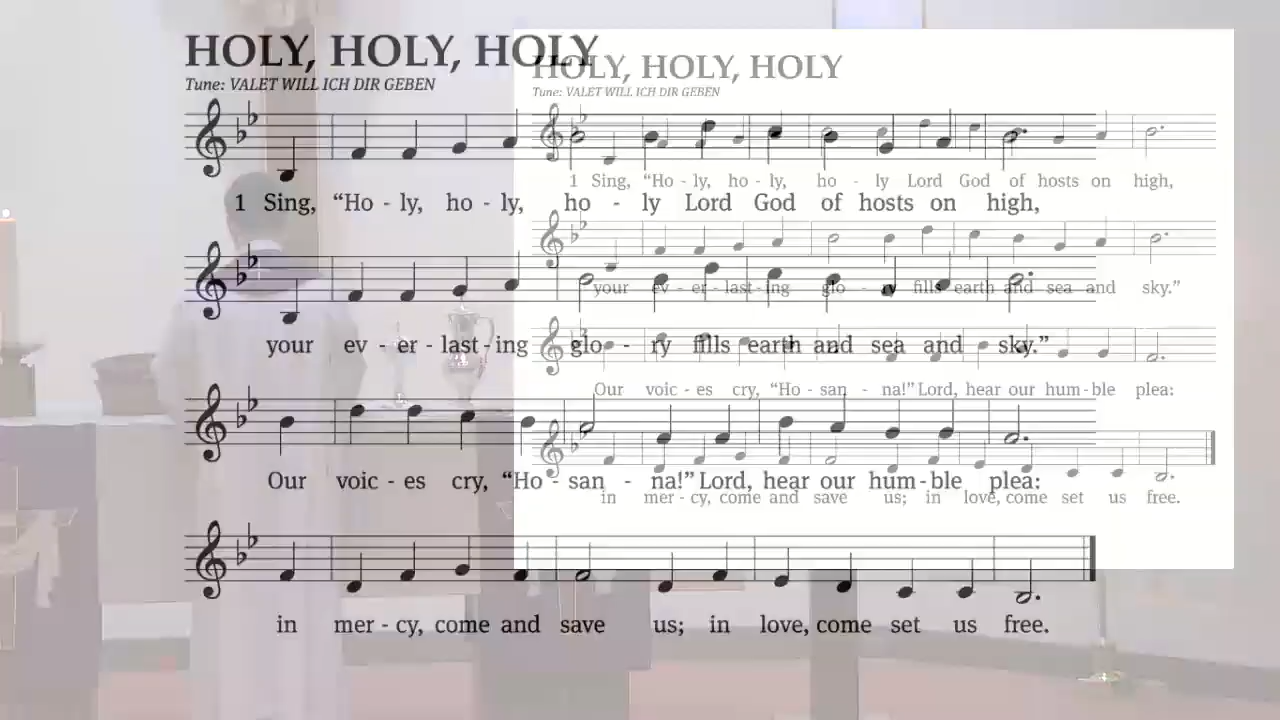 HOLY, HOLY, HOLY
Tune: VALET WILL ICH DIR GEBEN
1 Sing, “Ho - ly, ho - ly, ho - ly Lord God of hosts on high,
your ev - er - last - ing glo - ry fills earth and sea and sky.”
Our voic - es cry, “Ho - san - na!” Lord, hear our hum - ble plea:
in mer - cy, come and save us; in love, come set us free.
HOLY, HOLY, HOLY
Tune: VALET WILL ICH DIR GEBEN
1 Sing, “Ho - ly, ho - ly, ho - ly Lord God of hosts on high,
your ev - er - last - ing glo - ry fills earth and sea and sky.”
Our voic - es cry, “Ho - san - na!” Lord, hear our hum - ble plea:
in mer - cy, come and save us; in love, come set us free.